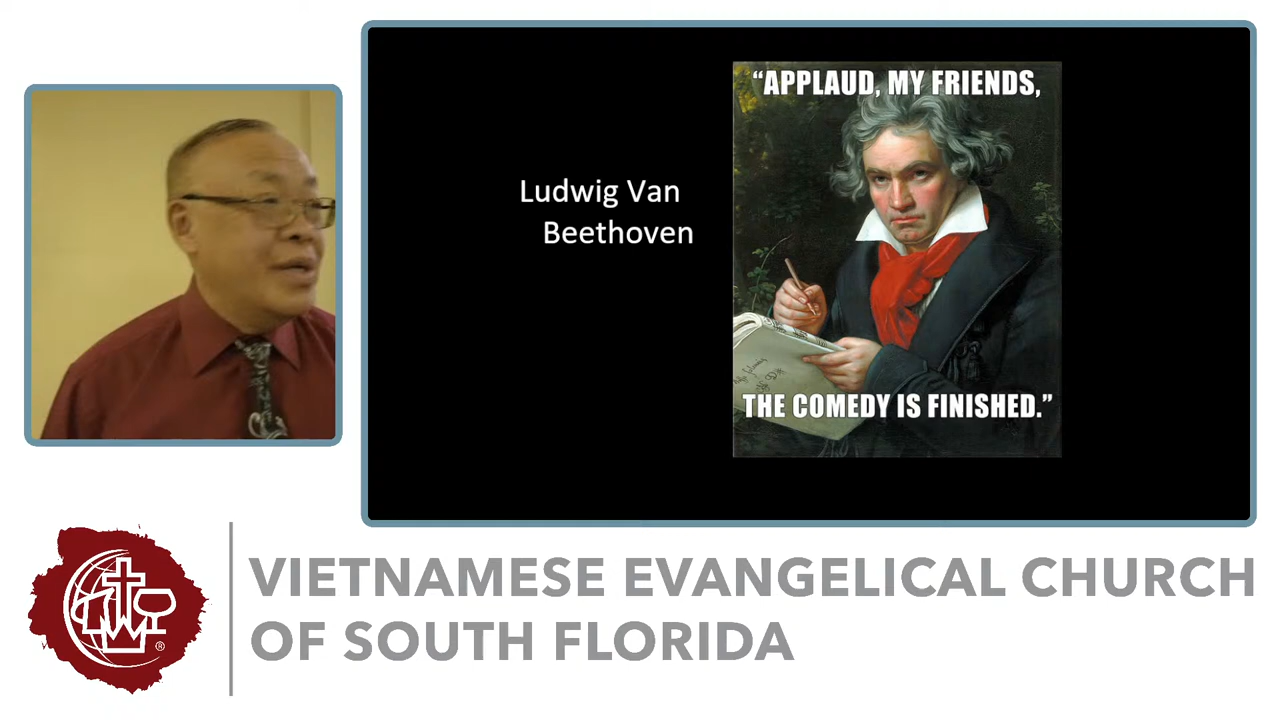 “APPLAUD, MY FRIENDS,
Ludwig Van
Beethoven
THE COMEDY IS FINISHED.”
VIETNAMESE EVANGELICAL CHURCH
OF SOUTH FLORIDA
®